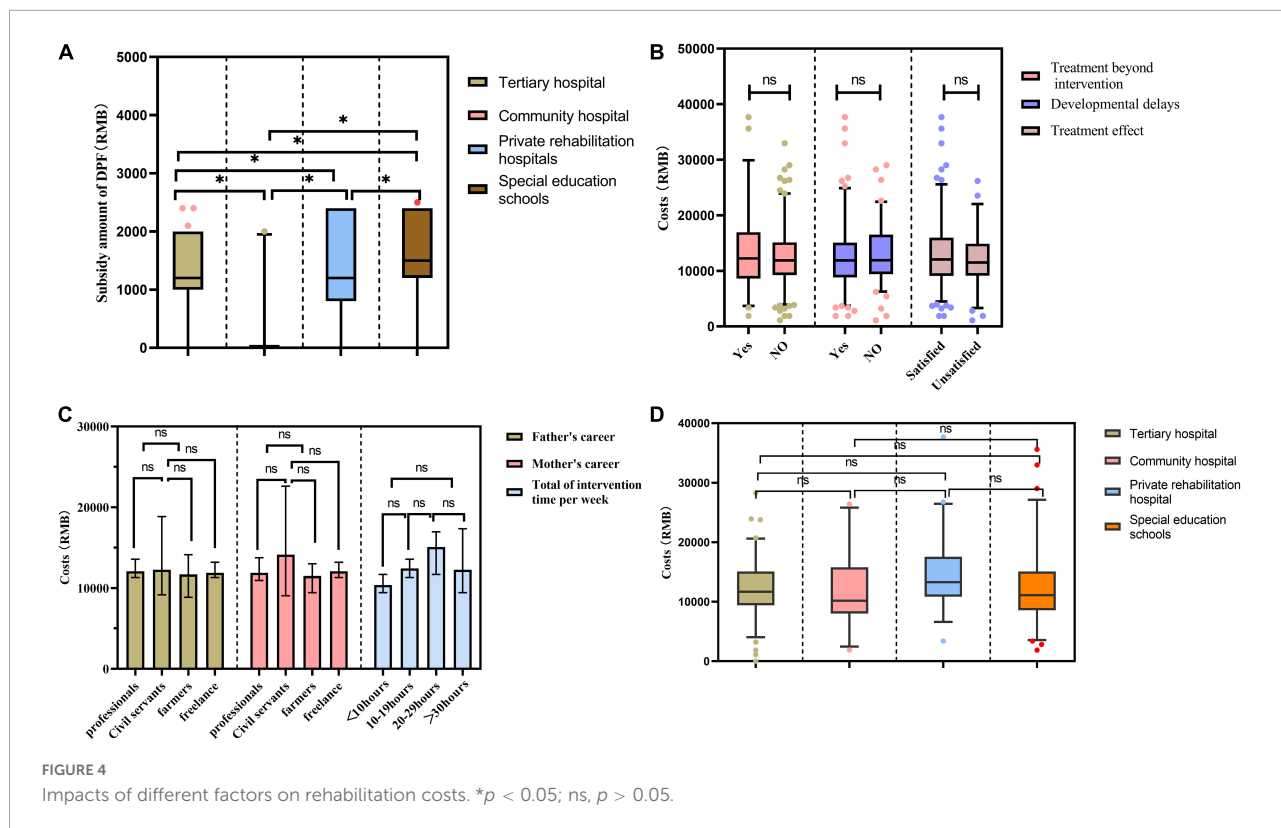 A
Subsidy amount of DPF (RMB)
5000
4000
3000
2000
1000
0
*
*
*
*
*
*
Tertiary hospital
Community hospital
Private rehabilitation
hospitals
Special education
schools
B
Costs (RMB)
50000
40000
30000
20000
10000
0
ns
ns
ns
Yes
NO
Yes
NO
Satisfied
Unsatisfied
Treatment beyond
intervention
Developmental delays
Treatment effect
C
Costs (RMB)
30000
20000
10000
0
ns
ns
ns
ns
ns
ns
ns
ns
ns
ns
ns
ns
professionals
Civil servants
farmers
freelance
professionals
Civil servants
farmers
freelance
<10hours
10-19hours
20-29hours
>30hours
Father's career
Mother's career
Total of intervention
time per week
D
Costs (RMB)
40000
30000
20000
10000
0
ns
ns
ns
ns
ns
ns
Tertiary hospital
Community hospital
Private rehabilitation
hospital
Special education
schools
FIGURE 4
Impacts of different factors on rehabilitation costs. *p < 0.05; ns, p > 0.05.